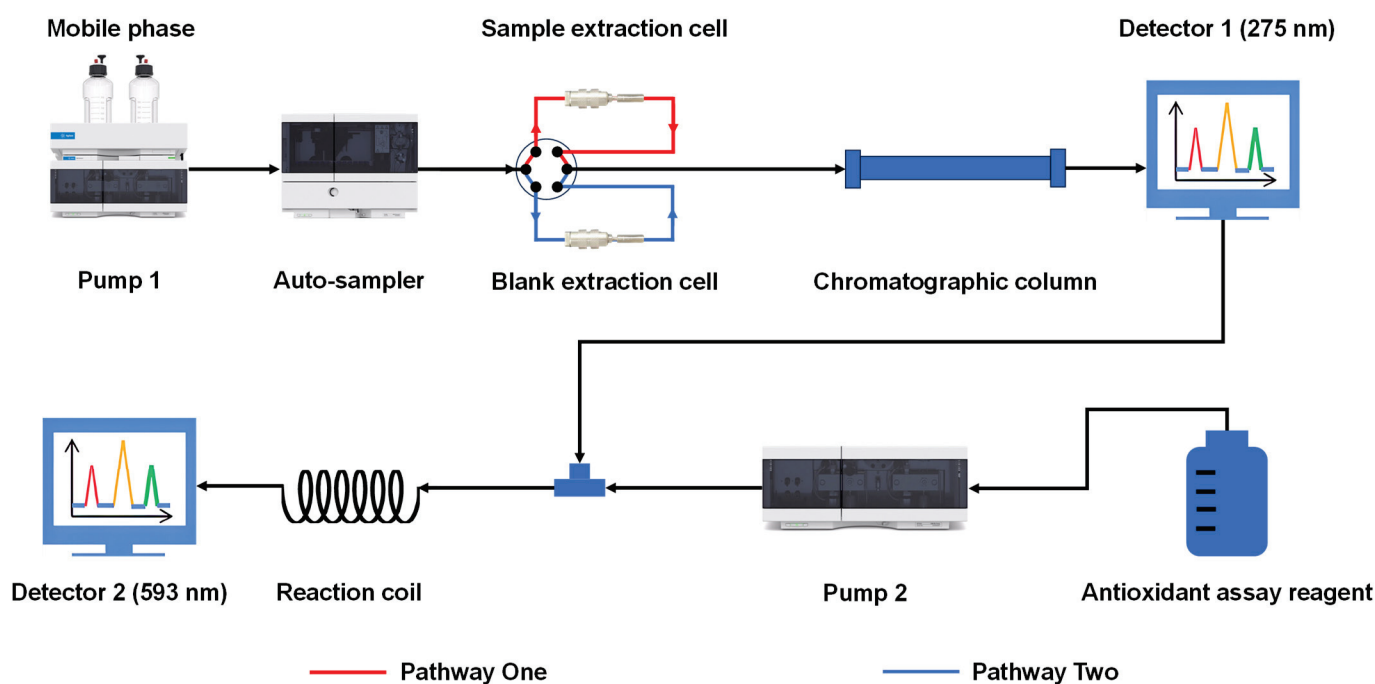 Mobile phase
Sample extraction cell
Detector 1 (275 nm)
Pump 1
Auto-sampler
Blank extraction cell
Chromatographic column
Detector 2 (593 nm)
Reaction coil
Pump 2
Antioxidant assay reagent
Pathway One
Pathway Two